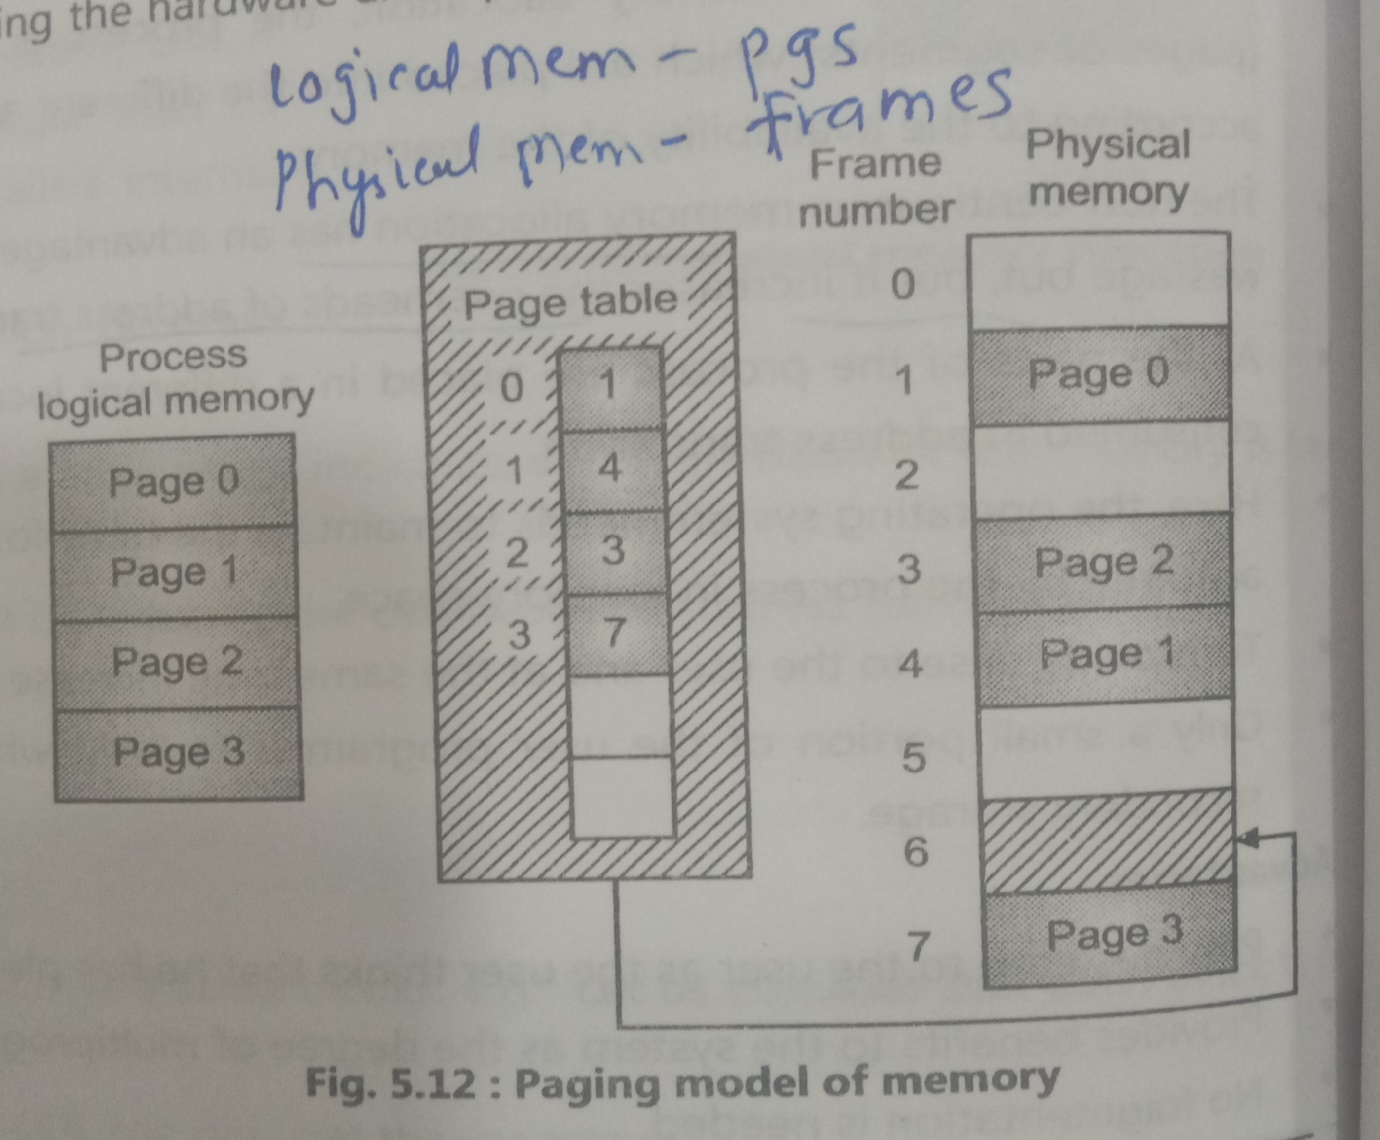 ing the hardware
Logical mem - pgs
Physical mem - frames
Process
logical memory
Page 0
Page 1
Page 2
Page 3
Page table
0 1
1 4
2 3
3 7
Frame
number
Physical
memory
0
1 Page 0
2
3 Page 2
4 Page 1
5
6
7 Page 3
Fig. 5.12 : Paging model of memory